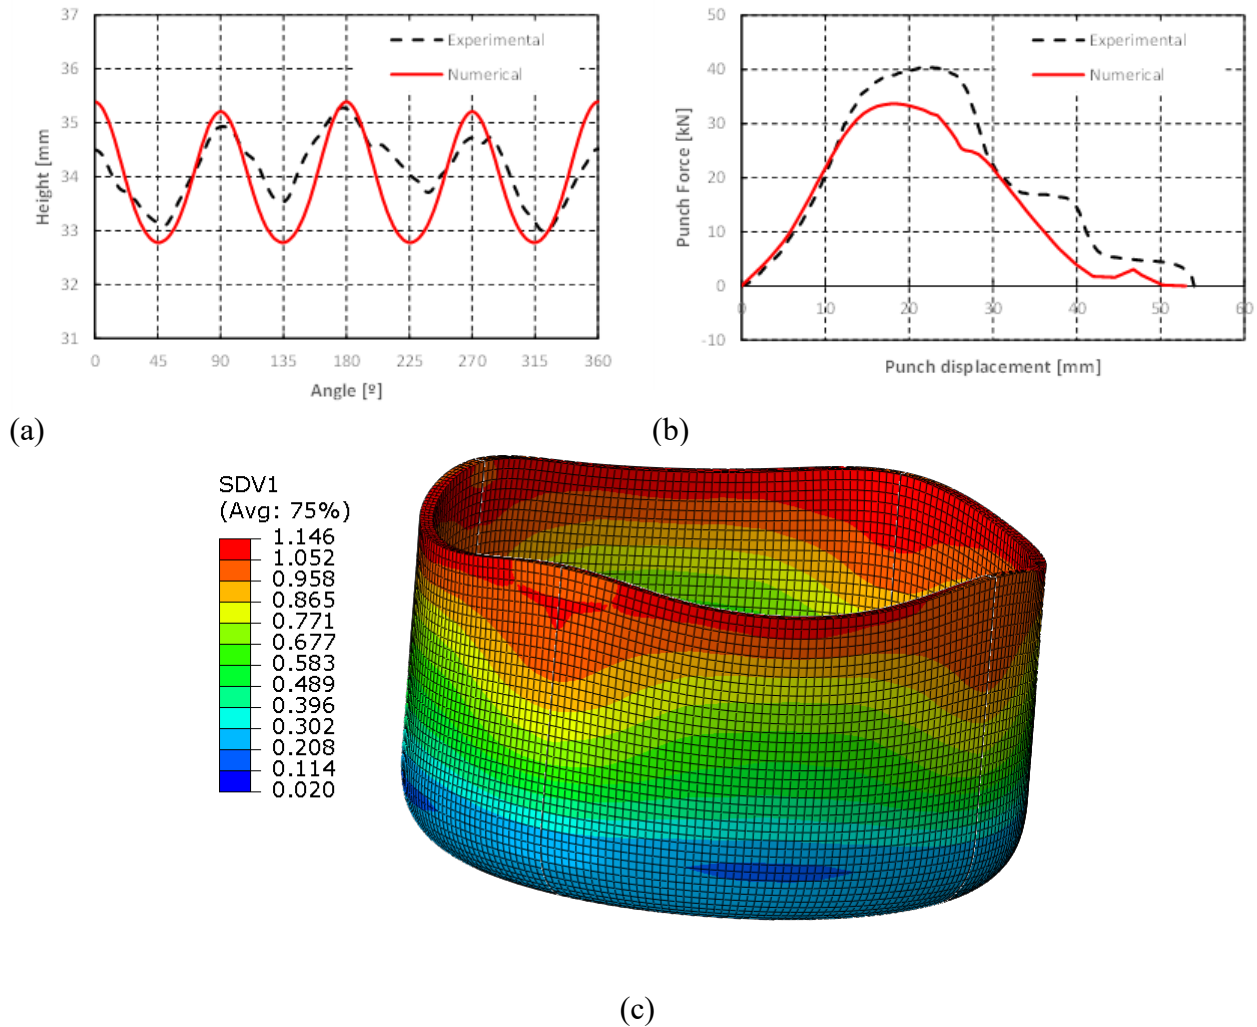 37
36
35
34
33
32
31
Height [mm
0 45 90 135 180 225 270 315 360
Angle [º]
Experimental
Numerical
(a)
50
40
30
20
10
0
-10
Punch Force [kN]
0 10 20 30 40 50 60
Punch displacement [mm]
Experimental
Numerical
(b)
SDV1
(Avg: 75%)
1.146
1.052
0.958
0.865
0.771
0.677
0.583
0.489
0.396
0.302
0.208
0.114
0.020
(c)